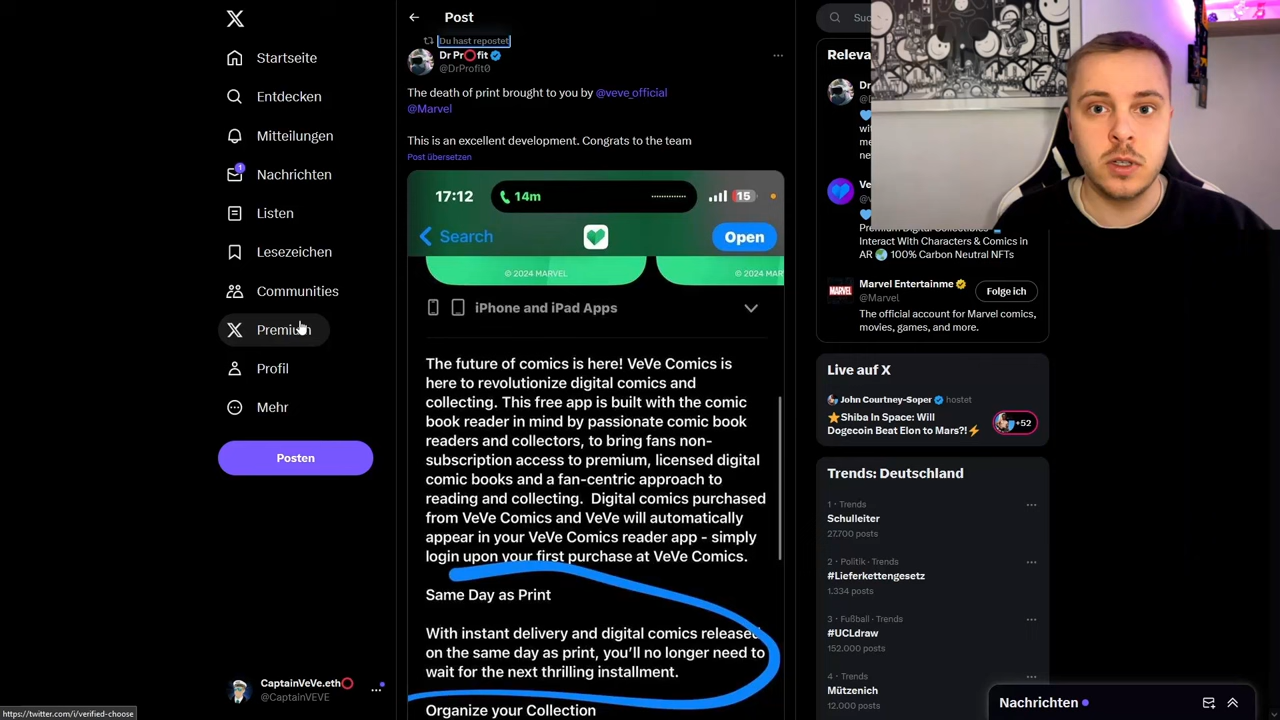 Startseite
Entdecken
Mitteilungen
1
Nachrichten
Listen
Lesezeichen
Communities
Premium
Profil
Mehr
Posten
CaptainVeVe.eth⭕
@CaptainVEVE
https://twitter.com/i/verified-choose
Post
Du hast repostet
Dr Pr⭕fit
@DrProfit0
The death of print brought to you by @veve_official
@Marvel
This is an excellent development. Congrats to the team
Post übersetzen
17:12
14m
15
Search
Open
© 2024 MARVEL
© 2024 MARVEL
iPhone and iPad Apps
The future of comics is here! VeVe Comics is
here to revolutionize digital comics and
collecting. This free app is built with the comic
book reader in mind by passionate comic book
readers and collectors, to bring fans non-
subscription access to premium, licensed digital
comic books and a fan-centric approach to
reading and collecting. Digital comics purchased
from VeVe Comics and VeVe will automatically
appear in your VeVe Comics reader app - simply
login upon your first purchase at VeVe Comics.
Same Day as Print
With instant delivery and digital comics released
on the same day as print, you'll no longer need to
wait for the next thrilling installment.
Organize your Collection
Premium Digital Collectibles
Interact With Characters & Comics in
AR 🌏 100% Carbon Neutral NFTs
MARVEL
Marvel Entertainme
@Marvel
Folge ich
The official account for Marvel comics,
movies, games, and more.
Live auf X
John Courtney-Soper hostet
⭐Shiba In Space: Will
Dogecoin Beat Elon to Mars?!⚡
+52
Trends: Deutschland
1 · Trends
Schulleiter
27.700 posts
2 · Politik · Trends
#Lieferkettengesetz
1.334 posts
3 · Fußball · Trends
#UCLdraw
152.000 posts
4 · Trends
Mützenich
12.000 posts
Nachrichten